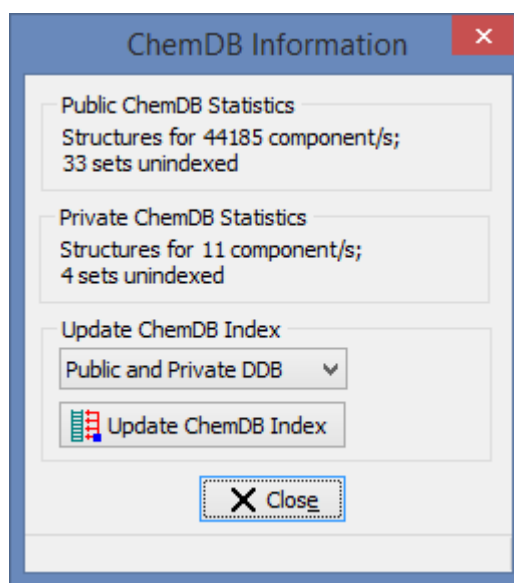 ChemDB Information
Public ChemDB Statistics
Structures for 44185 component/s;
33 sets unindexed
Private ChemDB Statistics
Structures for 11 component/s;
4 sets unindexed
Update ChemDB Index
Public and Private DDB
Update ChemDB Index
Close